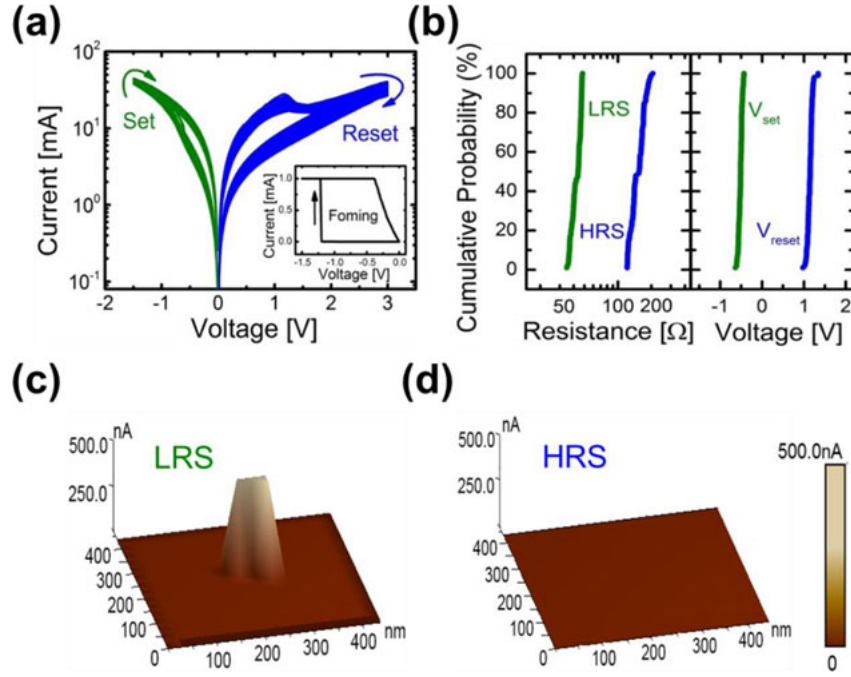 (a)
10²
10¹
10⁰
10⁻¹
Current [mA]
Set
Reset
-2 -1 0 1 2 3
Voltage [V]
1.0
0.5
0.0
Current [mA]
Foming
-1.5 -1.0 -0.5 0.0
Voltage [V]
(b)
Cumulative Probability (%)
100
80
60
40
20
0
LRS
HRS
50 100 200
Resistance [Ω]
V_set
V_reset
-1 0 1 2
Voltage [V]
(c)
nA
500.0
250.0
LRS
400
300
200
100
0
100
200
300
400
nm
(d)
nA
500.0
250.0
HRS
400
300
200
100
0
100
200
300
400
nm
500.0nA
0